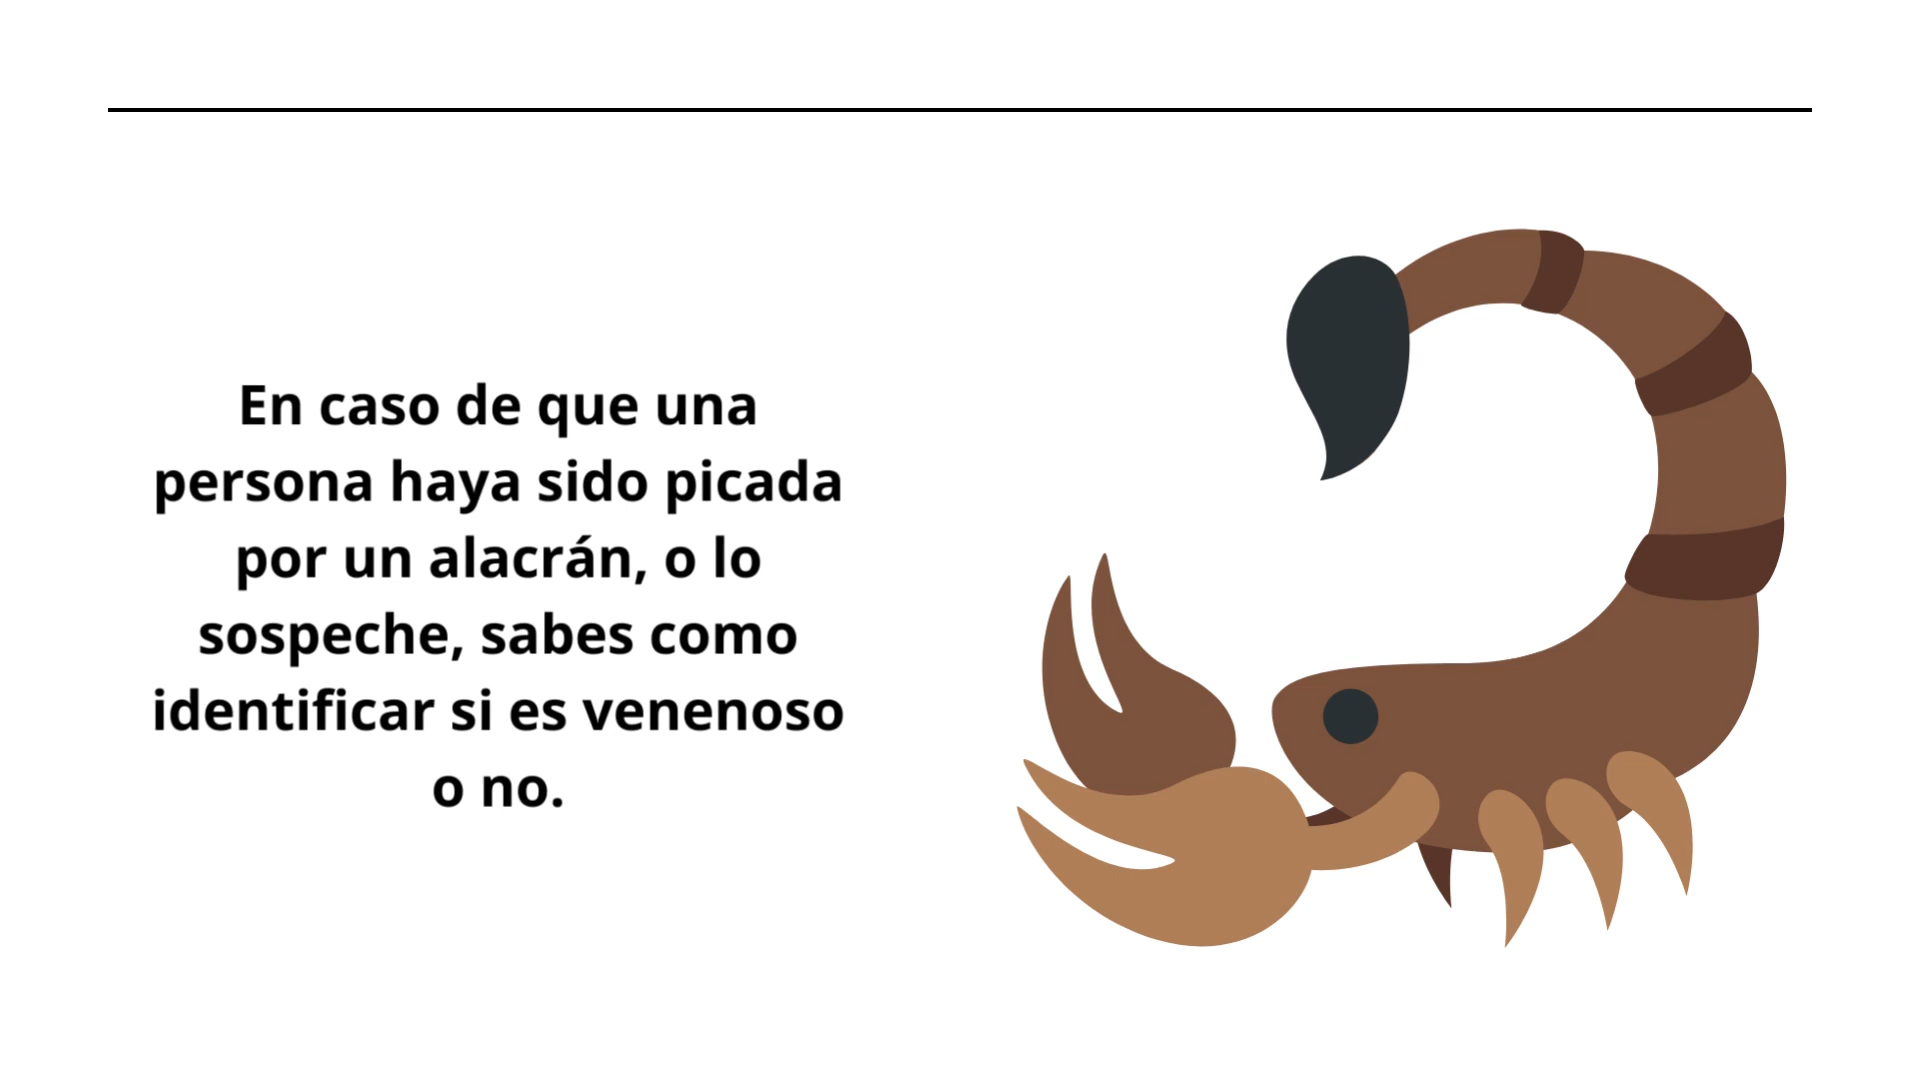 En caso de que una
persona haya sido picada
por un alacrán, o lo
sospeche, sabes como
identificar si es venenoso
o no.